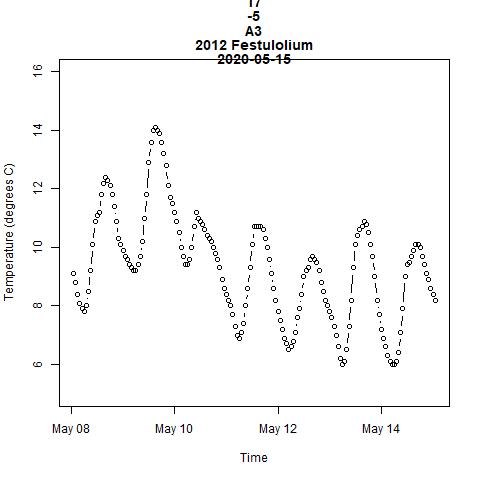 17
-5
A3
2012 Festulolium
2020-05-15
Temperature (degrees C)
16
14
12
10
8
6
May 08
May 10
May 12
May 14
Time